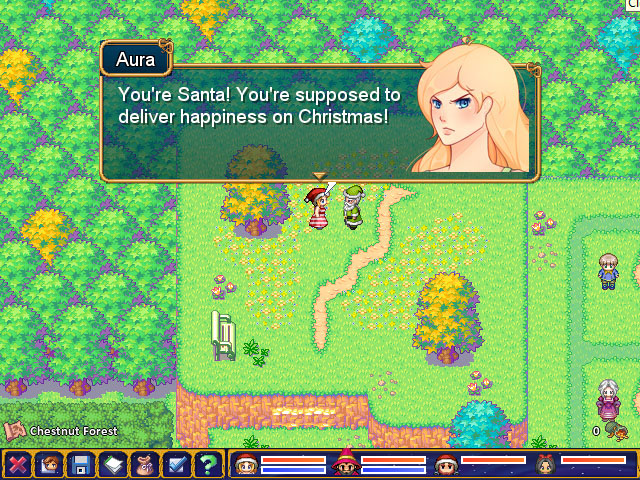 Aura
You're Santa! You're supposed to
deliver happiness on Christmas!
Chestnut Forest
0
?